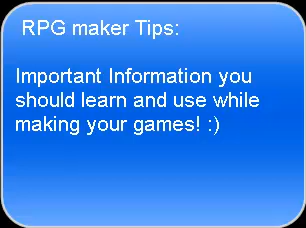 RPG maker Tips:
Important Information you
should learn and use while
making your games! :)